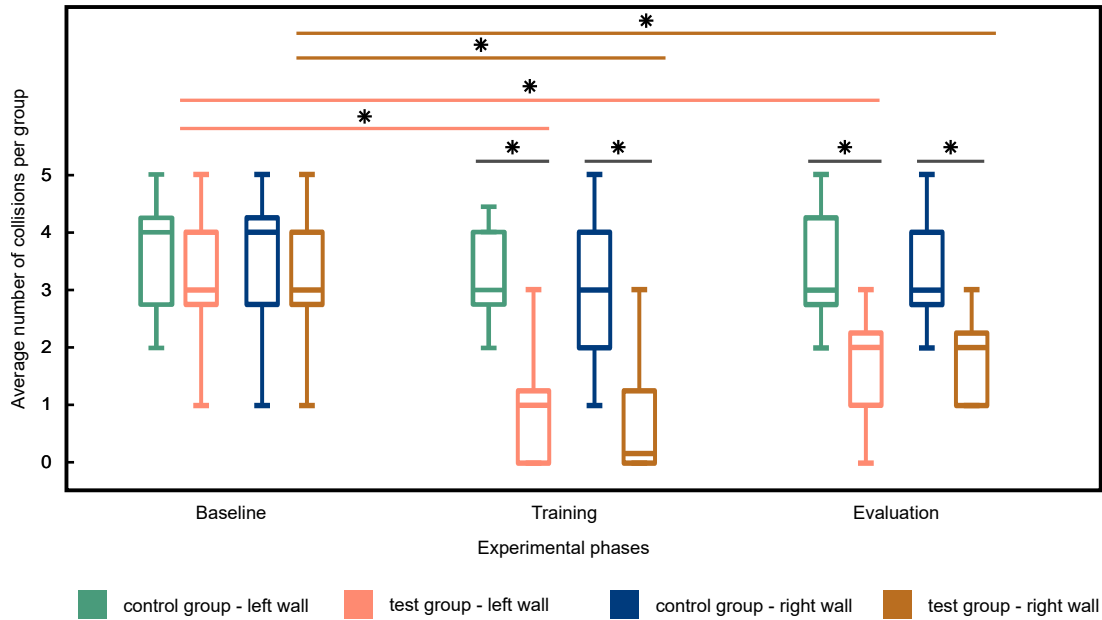 Average number of collisions per group
5
4
3
2
1
0
Baseline
Training
Evaluation
Experimental phases
control group - left wall
test group - left wall
control group - right wall
test group - right wall